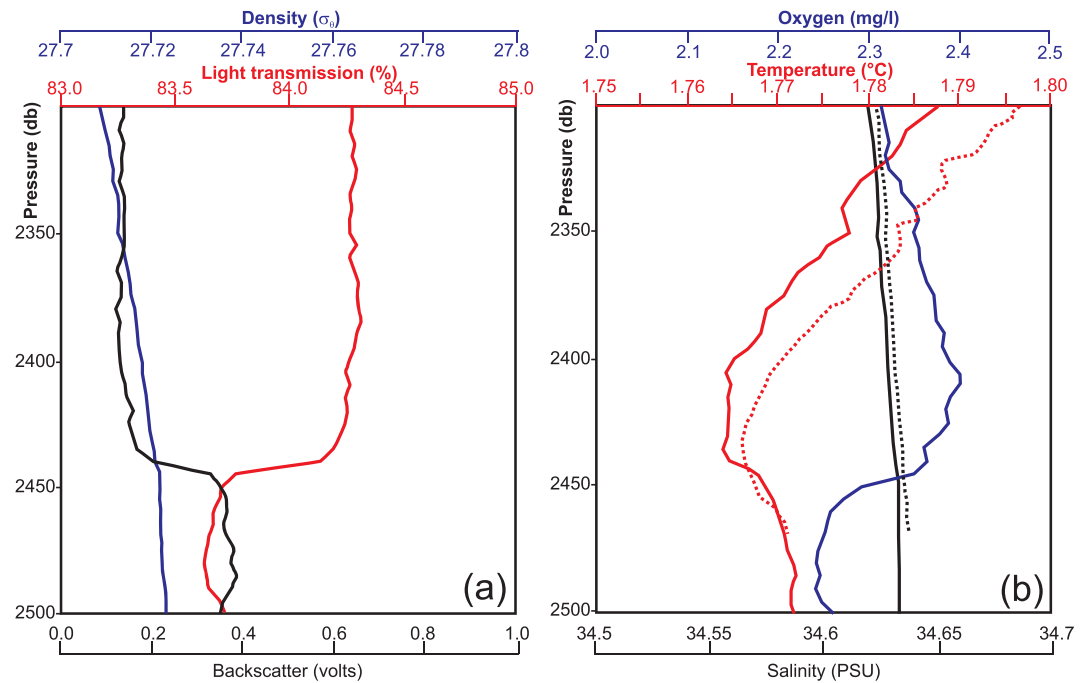 Density (σθ)
27.7 27.72 27.74 27.76 27.78 27.8
Light transmission (%)
83.0 83.5 84.0 84.5 85.0
Pressure (db)
2350
2400
2450
2500
(a)
0.0 0.2 0.4 0.6 0.8 1.0
Backscatter (volts)
Oxygen (mg/l)
2.0 2.1 2.2 2.3 2.4 2.5
Temperature (°C)
1.75 1.76 1.77 1.78 1.79 1.80
Pressure (db)
2350
2400
2450
2500
(b)
34.5 34.55 34.6 34.65 34.7
Salinity (PSU)